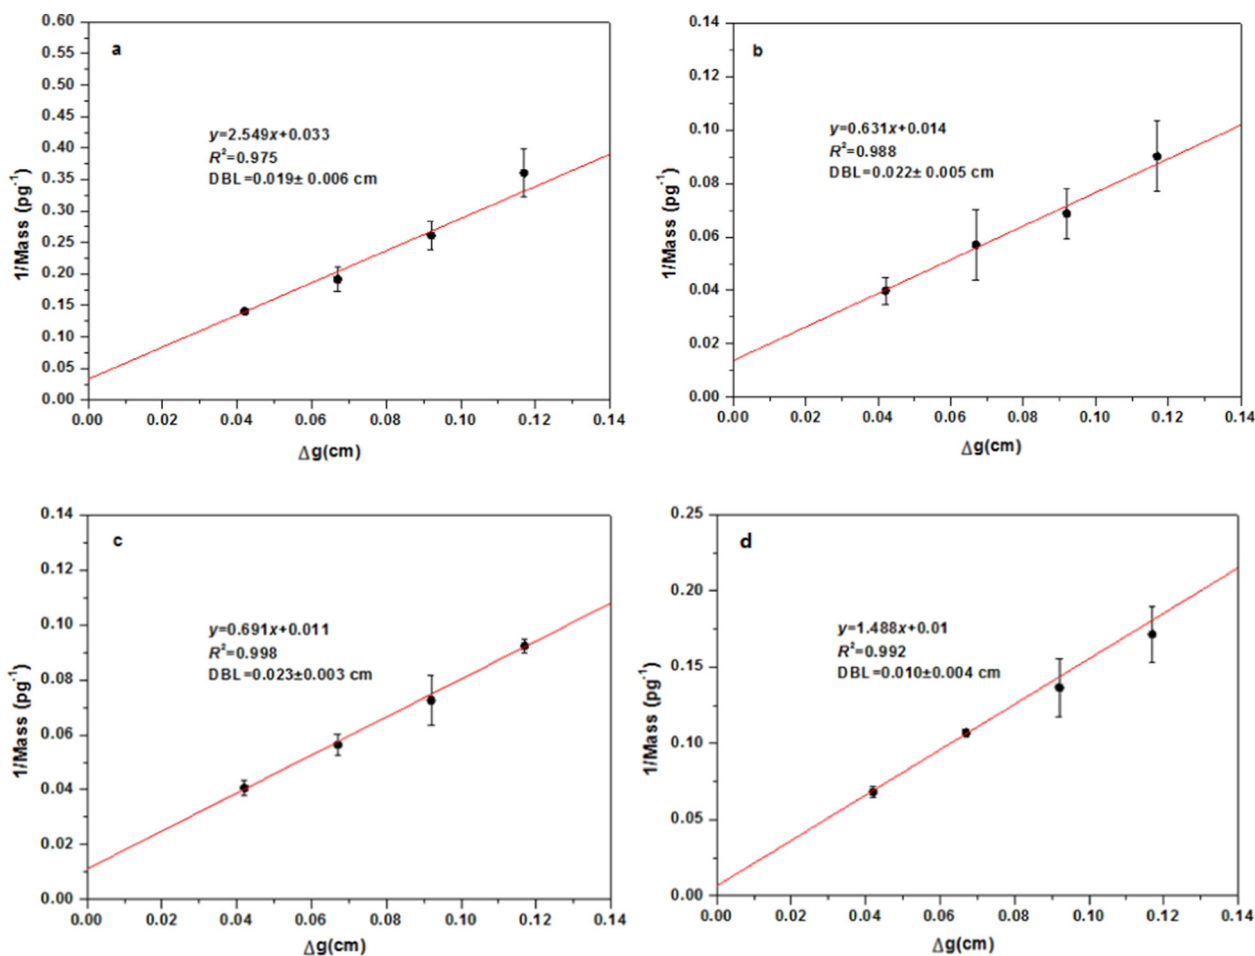 a
y=2.549x+0.033
R²=0.975
DBL=0.019± 0.006 cm
1/Mass (pg⁻¹)
0.60
0.55
0.50
0.45
0.40
0.35
0.30
0.25
0.20
0.15
0.10
0.05
0.00
0.00 0.02 0.04 0.06 0.08 0.10 0.12 0.14
Δg(cm)
b
y=0.631x+0.014
R²=0.988
DBL=0.022± 0.005 cm
1/Mass (pg⁻¹)
0.14
0.12
0.10
0.08
0.06
0.04
0.02
0.00
0.00 0.02 0.04 0.06 0.08 0.10 0.12 0.14
Δg(cm)
c
y=0.691x+0.011
R²=0.998
DBL=0.023±0.003 cm
1/Mass (pg⁻¹)
0.14
0.12
0.10
0.08
0.06
0.04
0.02
0.00
0.00 0.02 0.04 0.06 0.08 0.10 0.12 0.14
Δg(cm)
d
y=1.488x+0.01
R²=0.992
DBL=0.010±0.004 cm
1/Mass (pg⁻¹)
0.25
0.20
0.15
0.10
0.05
0.00
0.00 0.02 0.04 0.06 0.08 0.10 0.12 0.14
Δg(cm)